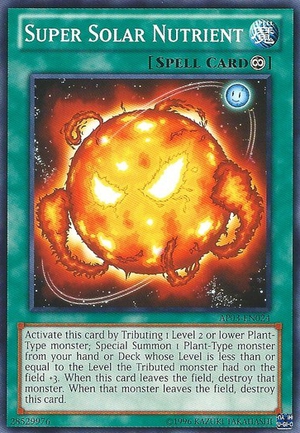 SUPER SOLAR NUTRIENT
[SPELL CARD]
Activate this card by Tributing 1 Level 2 or lower Plant-
Type monster; Special Summon 1 Plant-Type monster
from your hand or Deck whose Level is less than or
equal to the Level the Tributed monster had on the
field +3. When this card leaves the field, destroy that
monster. When that monster leaves the field, destroy
this card.
©1996 KAZUKI TAKAHASHI